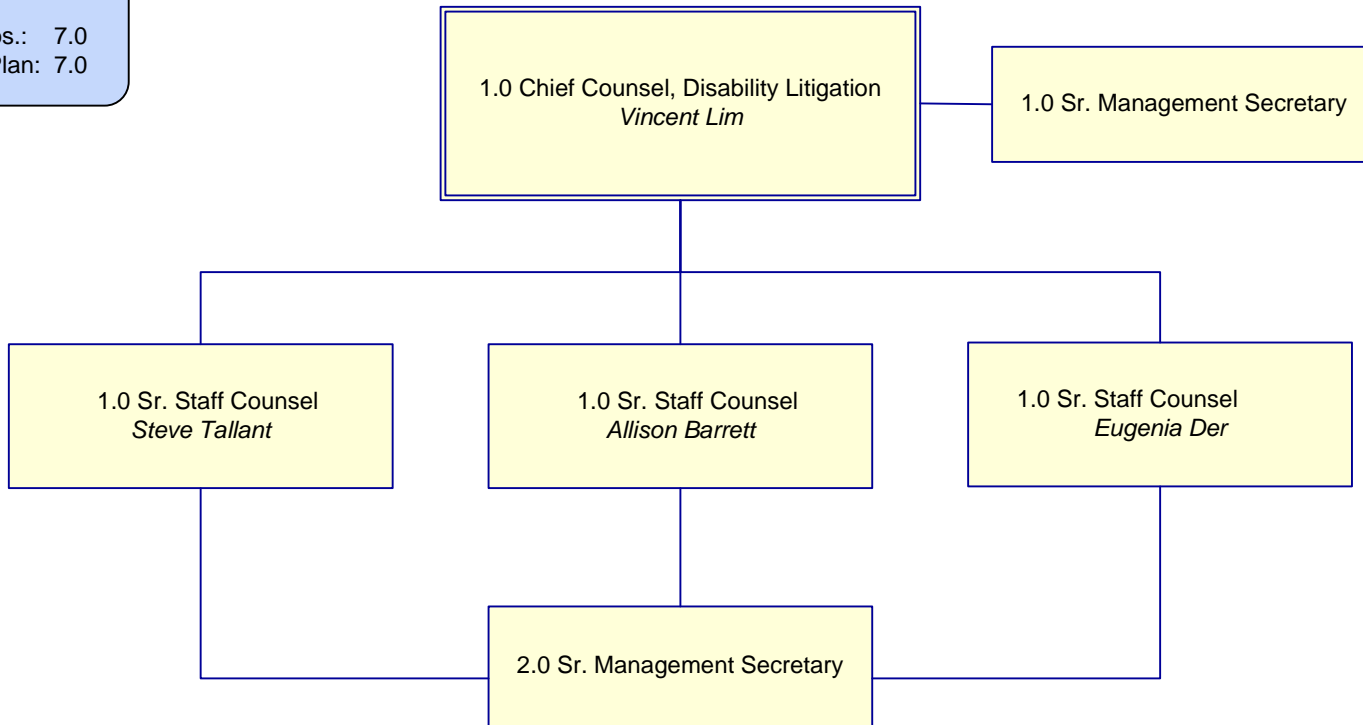 7.0
Plan: 7.0
1.0 Chief Counsel, Disability Litigation
Vincent Lim
1.0 Sr. Management Secretary
1.0 Sr. Staff Counsel
Steve Tallant
1.0 Sr. Staff Counsel
Allison Barrett
1.0 Sr. Staff Counsel
Eugenia Der
2.0 Sr. Management Secretary